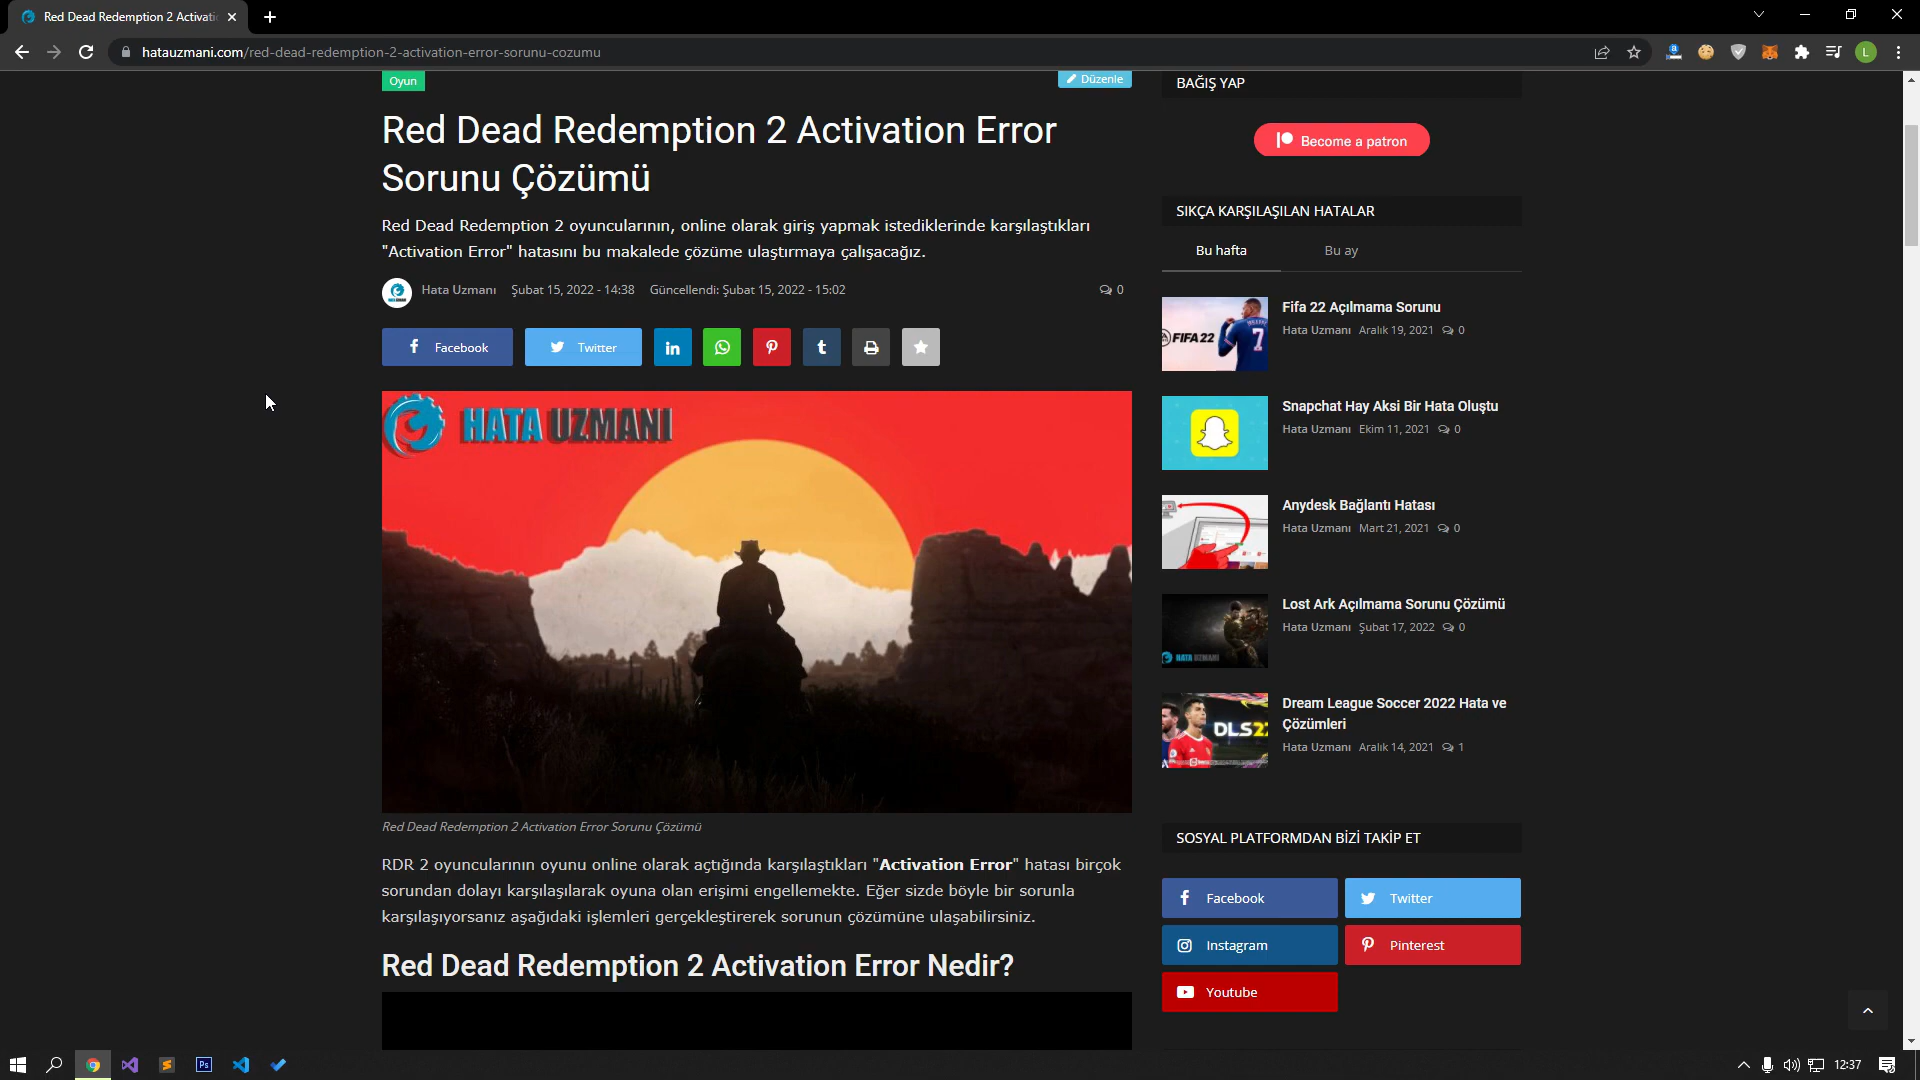 Red Dead Redemption 2 Activati
hatauzmani.com/red-dead-redemption-2-activation-error-sorunu-cozumu
L
Oyun
Düzenle
Red Dead Redemption 2 Activation Error
Sorunu Çözümü
Red Dead Redemption 2 oyuncularının, online olarak giriş yapmak istediklerinde karşılaştıkları
"Activation Error" hatasını bu makalede çözüme ulaştırmaya çalışacağız.
Hata Uzmanı Şubat 15, 2022 - 14:38 Güncellendi: Şubat 15, 2022 - 15:02 0
Facebook
Twitter
HATA UZMANI
Red Dead Redemption 2 Activation Error Sorunu Çözümü
RDR 2 oyuncularının oyunu online olarak açtığında karşılaştıkları "Activation Error" hatası birçok
sorundan dolayı karşılaşılarak oyuna olan erişimi engellemekte. Eğer sizde böyle bir sorunla
karşılaşıyorsanız aşağıdaki işlemleri gerçekleştirerek sorunun çözümüne ulaşabilirsiniz.
Red Dead Redemption 2 Activation Error Nedir?
BAĞIŞ YAP
Become a patron
SIKÇA KARŞILAŞILAN HATALAR
Bu hafta
Bu ay
FIFA 22
7
Fifa 22 Açılmama Sorunu
Hata Uzmanı Aralık 19, 2021 0
Snapchat Hay Aksi Bir Hata Oluştu
Hata Uzmanı Ekim 11, 2021 0
Anydesk Bağlantı Hatası
Hata Uzmanı Mart 21, 2021 0
HATA UZMANI
Lost Ark Açılmama Sorunu Çözümü
Hata Uzmanı Şubat 17, 2022 0
DLS22
Dream League Soccer 2022 Hata ve
Çözümleri
Hata Uzmanı Aralık 14, 2021 1
SOSYAL PLATFORMDAN BİZİ TAKİP ET
Facebook
Twitter
Instagram
Pinterest
Youtube
Ps
12:37